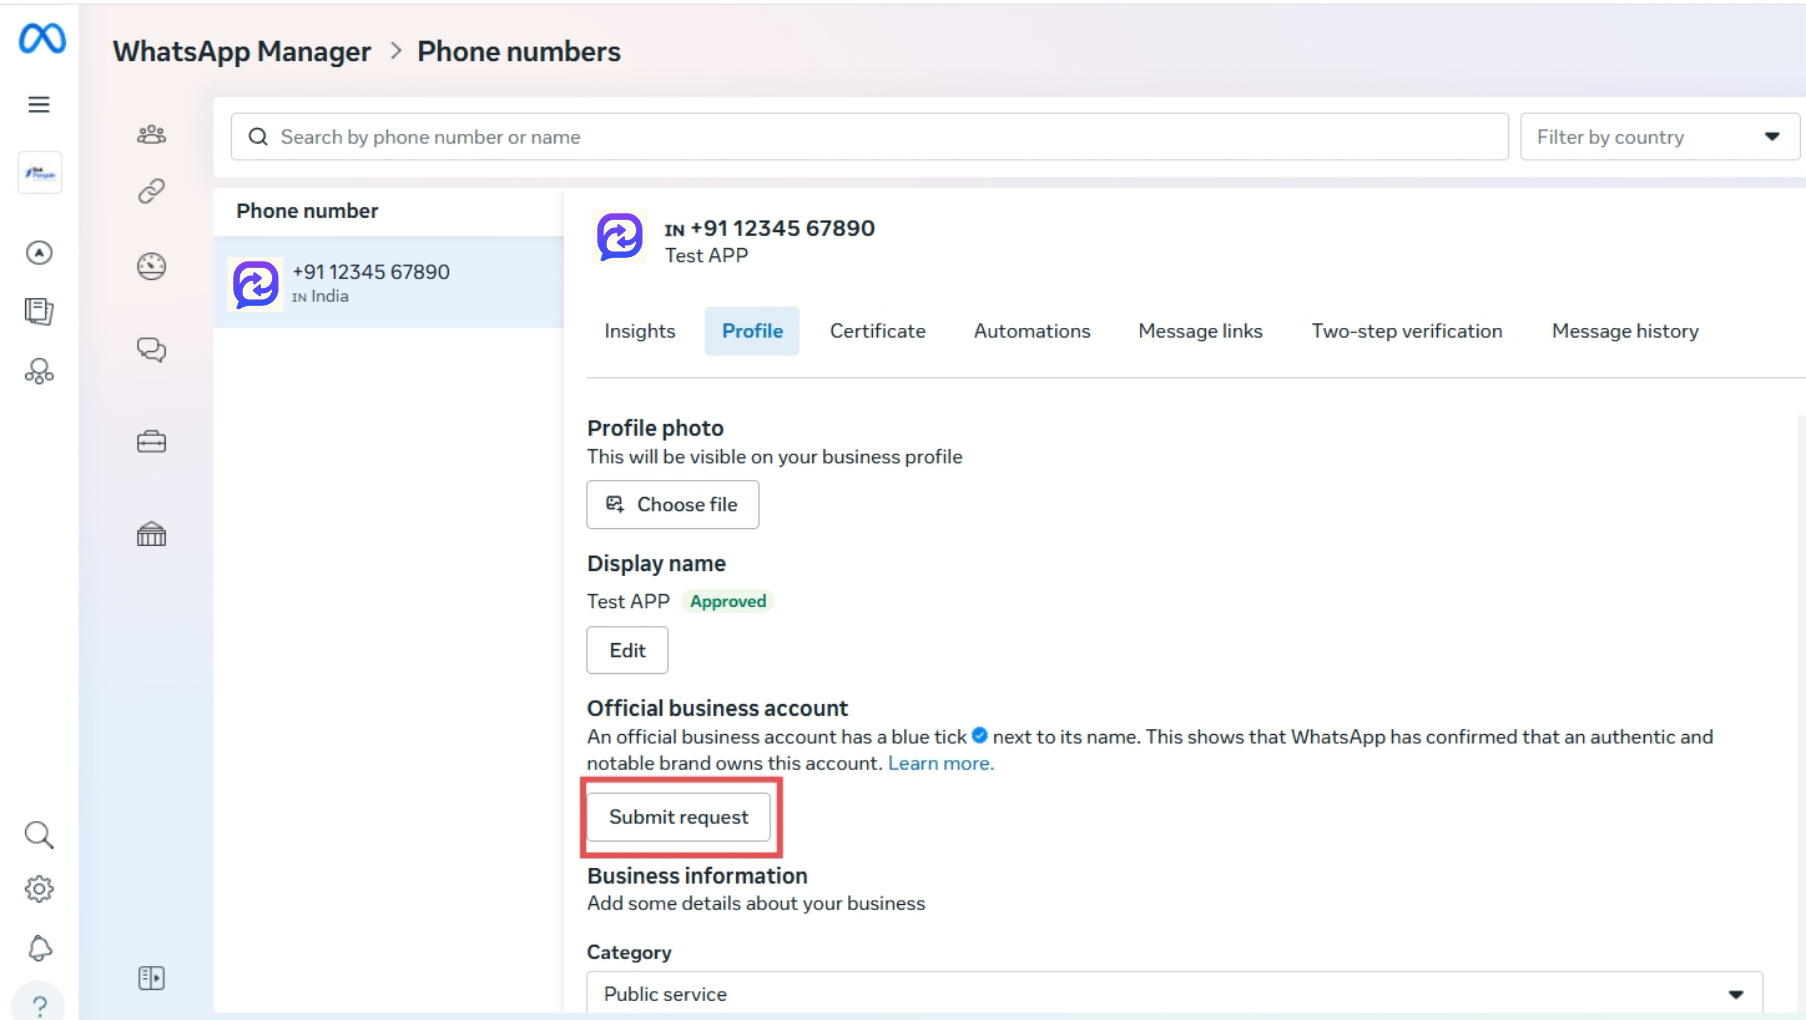 WhatsApp Manager > Phone numbers
Search by phone number or name
Filter by country
Phone number
+91 12345 67890
IN India
IN +91 12345 67890
Test APP
Insights
Profile
Certificate
Automations
Message links
Two-step verification
Message history
Profile photo
This will be visible on your business profile
Choose file
Display name
Test APP Approved
Edit
Official business account
An official business account has a blue tick next to its name. This shows that WhatsApp has confirmed that an authentic and
notable brand owns this account. Learn more.
Submit request
Business information
Add some details about your business
Category
Public service
?